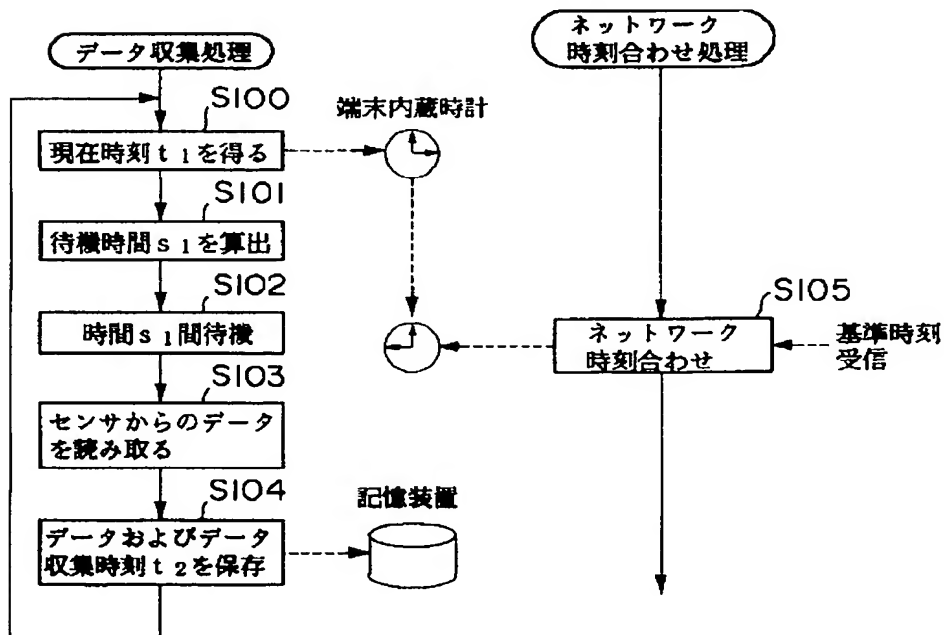 データ収集処理
S100
現在時刻t1を得る
S101
待機時間s1を算出
S102
時間s1間待機
S103
センサからのデータ
を読み取る
S104
データおよびデータ
収集時刻t2を保存
端末内蔵時計
記憶装置
ネットワーク
時刻合わせ処理
S105
ネットワーク
時刻合わせ
基準時刻
受信